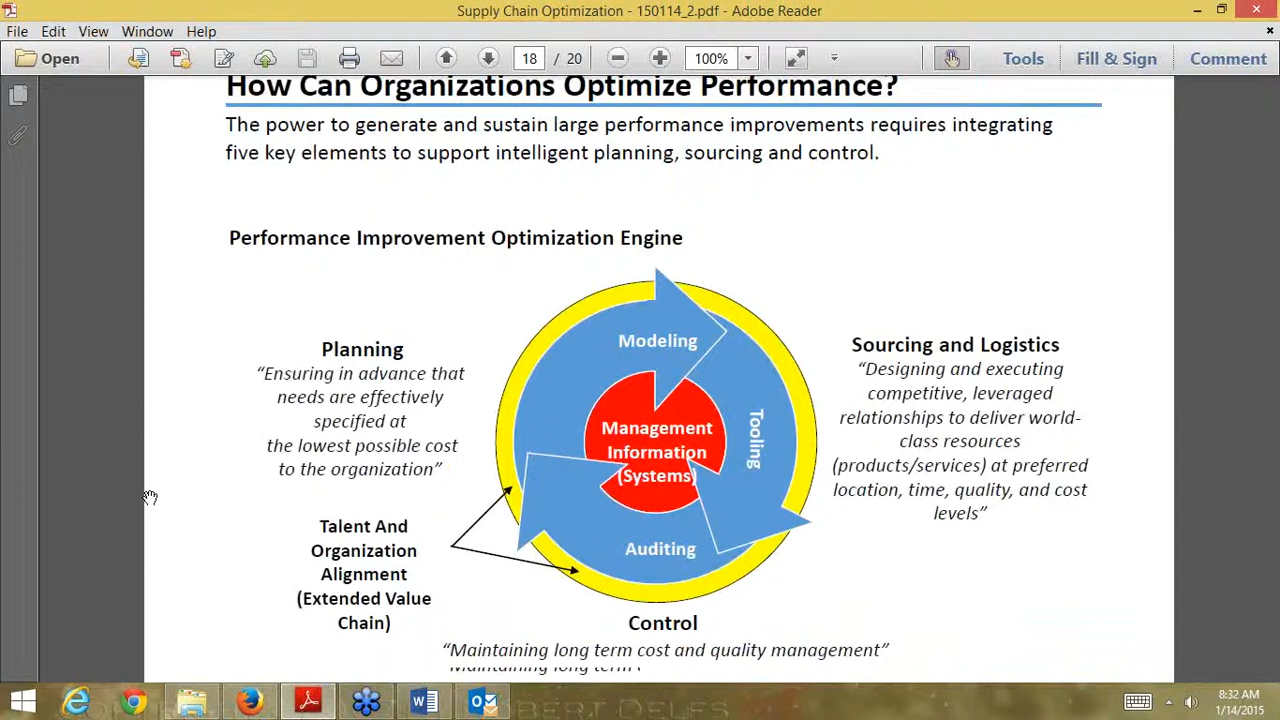 Supply Chain Optimization - 150114_2.pdf - Adobe Reader
File Edit View Window Help
Open 18 / 20 100% Tools Fill & Sign Comment
How Can Organizations Optimize Performance?
The power to generate and sustain large performance improvements requires integrating
five key elements to support intelligent planning, sourcing and control.
Performance Improvement Optimization Engine
Planning
“Ensuring in advance that
needs are effectively
specified at
the lowest possible cost
to the organization”
Talent And
Organization
Alignment
(Extended Value
Chain)
Modeling
Tooling
Auditing
Management
Information
(Systems)
Sourcing and Logistics
“Designing and executing
competitive, leveraged
relationships to deliver world-
class resources
(products/services) at preferred
location, time, quality, and cost
levels”
Control
“Maintaining long term cost and quality management”
8:32 AM
1/14/2015